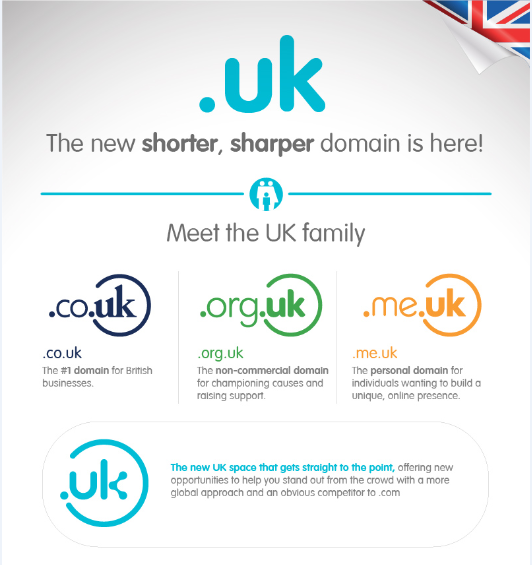 .uk
The new shorter, sharper domain is here!
Meet the UK family
.co.uk
.org.uk
.me.uk
.co.uk
The #1 domain for British
businesses.
.org.uk
The non-commercial domain
for championing causes and
raising support.
.me.uk
The personal domain for
individuals wanting to build a
unique, online presence.
.uk
The new UK space that gets straight to the point, offering new
opportunities to help you stand out from the crowd with a more
global approach and an obvious competitor to .com